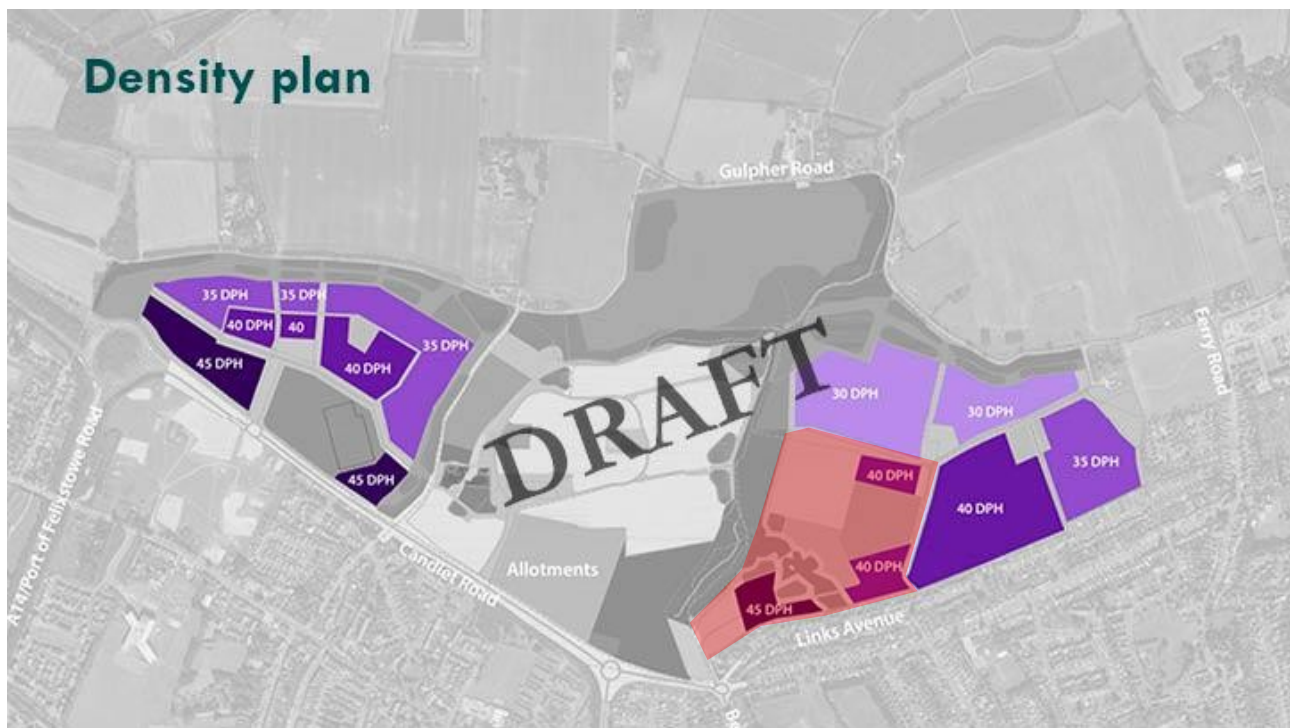 Density plan
Gulpher Road
35 DPH
35 DPH
40 DPH
40
35 DPH
45 DPH
40 DPH
45 DPH
DRAFT
30 DPH
30 DPH
Ferry Road
35 DPH
40 DPH
40 DPH
40 DPH
45 DPH
Links Avenue
Allotments
Candlet Road
A14/Port of Felixstowe Road